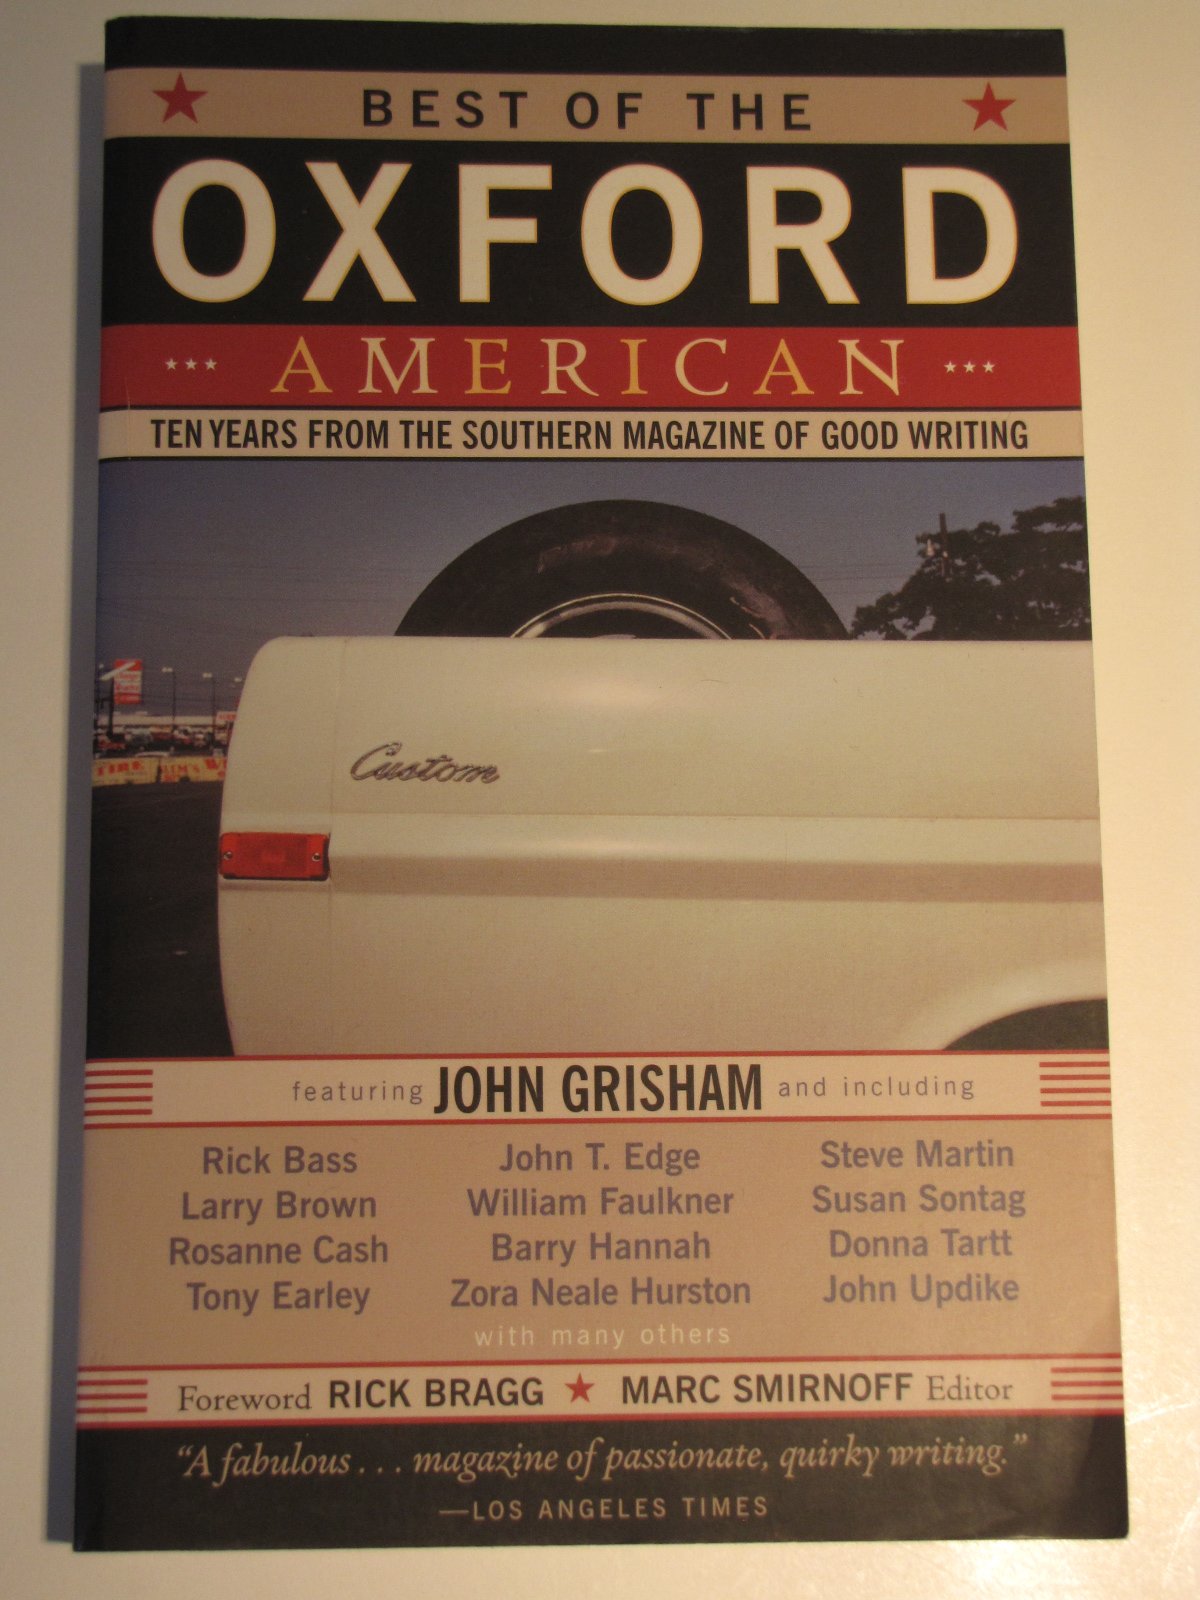 BEST OF THE
OXFORD
AMERICAN
TEN YEARS FROM THE SOUTHERN MAGAZINE OF GOOD WRITING
Custom
featuring JOHN GRISHAM and including
Rick Bass John T. Edge Steve Martin
Larry Brown William Faulkner Susan Sontag
Rosanne Cash Barry Hannah Donna Tartt
Tony Earley Zora Neale Hurston John Updike
with many others
Foreword RICK BRAGG ★ MARC SMIRNOFF Editor
“A fabulous . . . magazine of passionate, quirky writing.”
—LOS ANGELES TIMES